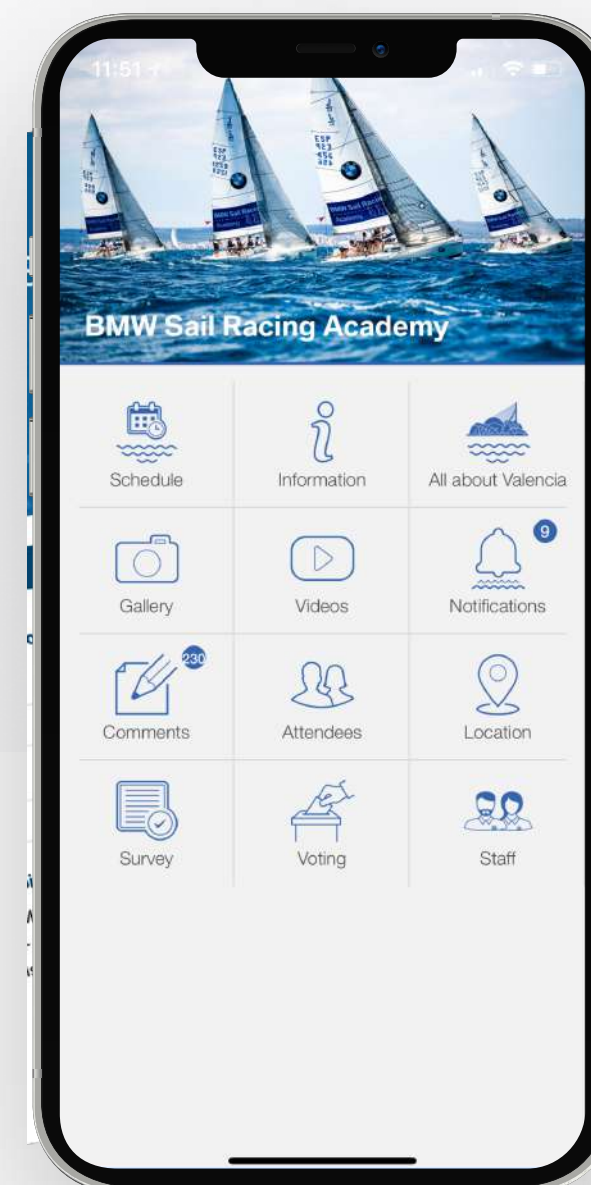 11:51
BMW Sail Racing Academy
Schedule
Information
All about Valencia
Gallery
Videos
9
Notifications
230
Comments
Attendees
Location
Survey
Voting
Staff